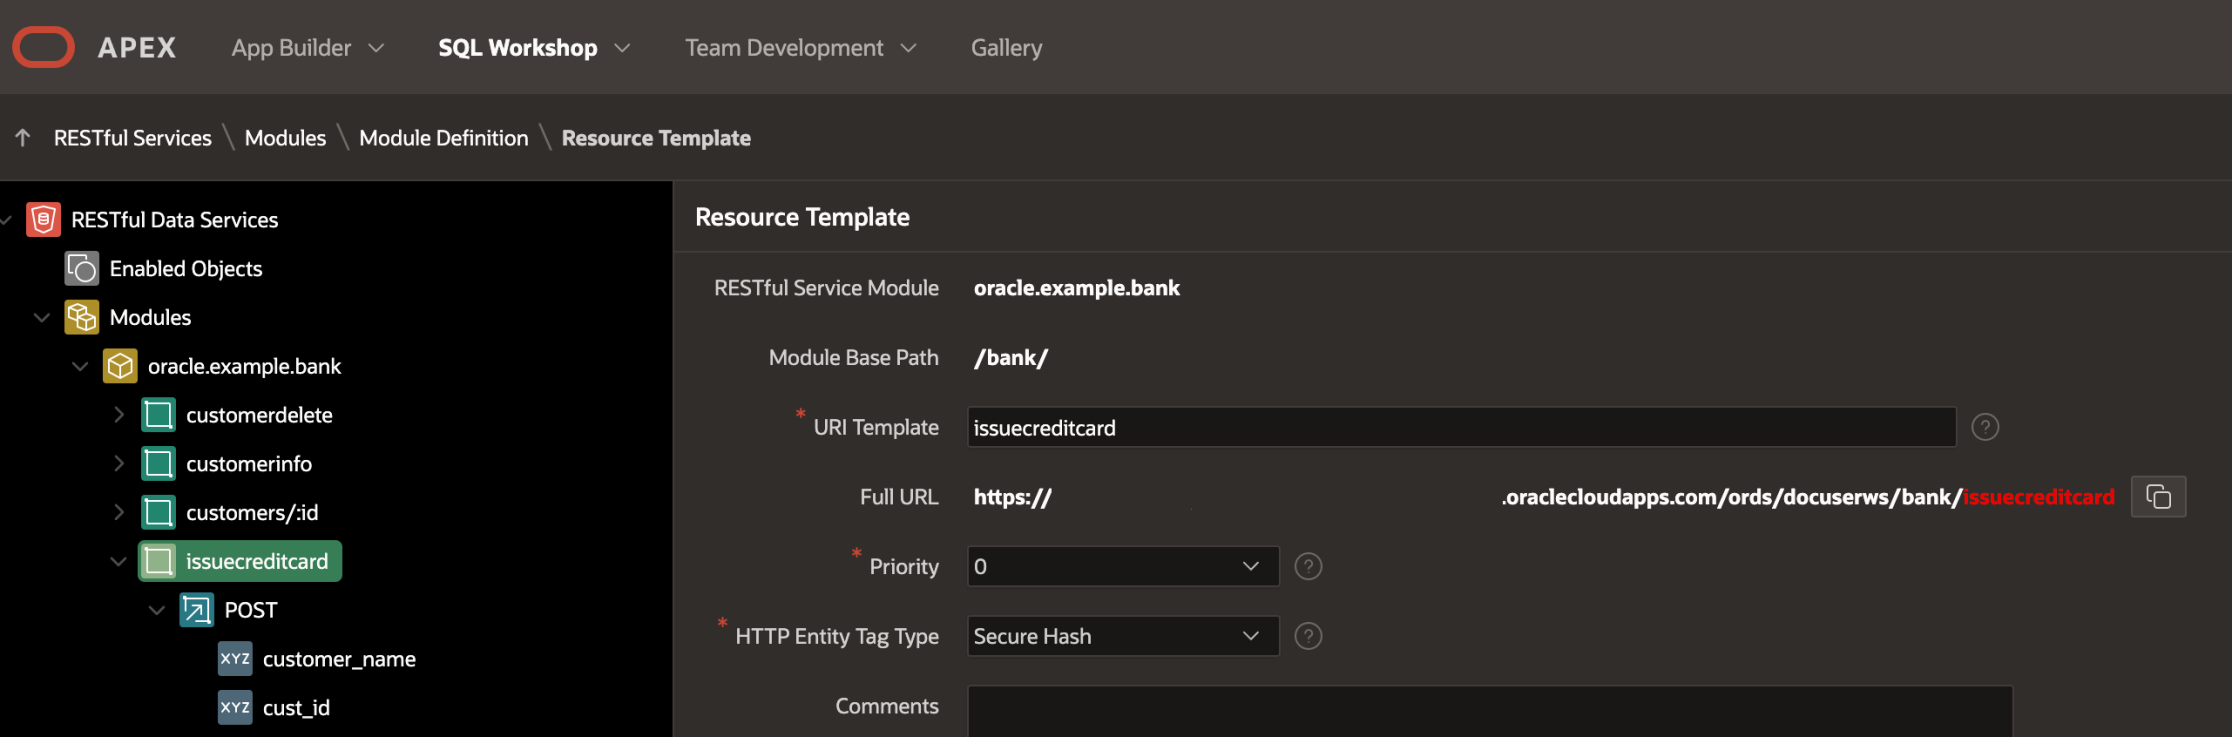 APEX App Builder SQL Workshop Team Development Gallery
RESTful Services \ Modules \ Module Definition \ Resource Template
RESTful Data Services
Enabled Objects
Modules
oracle.example.bank
customerdelete
customerinfo
customers/:id
issuecreditcard
POST
XYZ customer_name
XYZ cust_id
Resource Template
RESTful Service Module oracle.example.bank
Module Base Path /bank/
* URI Template issuecreditcard ?
Full URL https:// .oraclecloudapps.com/ords/docuserws/bank/issuecreditcard
* Priority 0 ?
* HTTP Entity Tag Type Secure Hash ?
Comments